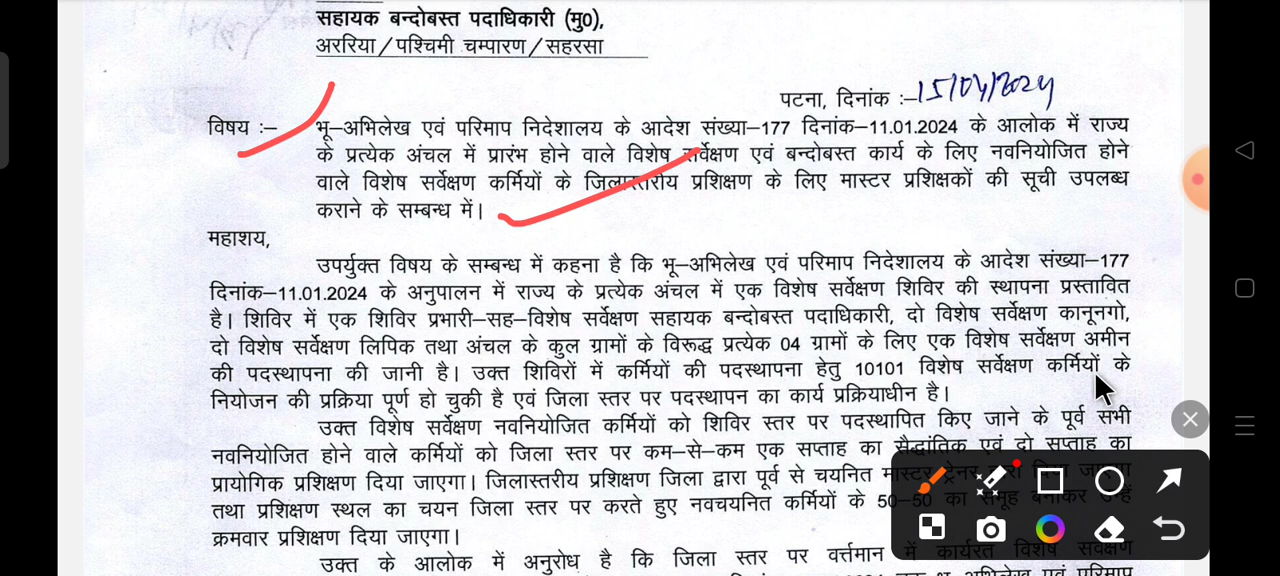 सहायक बन्दोबस्त पदाधिकारी (मु0),
अररिया/पश्चिमी चम्पारण/सहरसा
पटना, दिनांक :–15/04/2024
विषय :– भू–अभिलेख एवं परिमाप निदेशालय के आदेश संख्या–177 दिनांक–11.01.2024 के आलोक में राज्य
के प्रत्येक अंचल में प्रारंभ होने वाले विशेष सर्वेक्षण एवं बन्दोबस्त कार्य के लिए नवनियोजित होने
वाले विशेष सर्वेक्षण कर्मियों के जिलास्तरीय प्रशिक्षण के लिए मास्टर प्रशिक्षकों की सूची उपलब्ध
कराने के सम्बन्ध में।
महाशय,
उपर्युक्त विषय के सम्बन्ध में कहना है कि भू–अभिलेख एवं परिमाप निदेशालय के आदेश संख्या–177
दिनांक–11.01.2024 के अनुपालन में राज्य के प्रत्येक अंचल में एक विशेष सर्वेक्षण शिविर की स्थापना प्रस्तावित
है। शिविर में एक शिविर प्रभारी–सह–विशेष सर्वेक्षण सहायक बन्दोबस्त पदाधिकारी, दो विशेष सर्वेक्षण कानूनगो,
दो विशेष सर्वेक्षण लिपिक तथा अंचल के कुल ग्रामों के विरूद्ध प्रत्येक 04 ग्रामों के लिए एक विशेष सर्वेक्षण अमीन
की पदस्थापना की जानी है। उक्त शिविरों में कर्मियों की पदस्थापना हेतु 10101 विशेष सर्वेक्षण कर्मियों के
नियोजन की प्रक्रिया पूर्ण हो चुकी है एवं जिला स्तर पर पदस्थापन का कार्य प्रक्रियाधीन है।
उक्त विशेष सर्वेक्षण नवनियोजित कर्मियों को शिविर स्तर पर पदस्थापित किए जाने के पूर्व सभी
नवनियोजित होने वाले कर्मियों को जिला स्तर पर कम–से–कम एक सप्ताह का सैद्धांतिक एवं दो सप्ताह का
प्रायोगिक प्रशिक्षण दिया जाएगा। जिलास्तरीय प्रशिक्षण जिला द्वारा पूर्व से चयनित मास्टर ट्रेनर द्वारा दिया जाएगा
तथा प्रशिक्षण स्थल का चयन जिला स्तर पर करते हुए नवचयनित कर्मियों के 50–50 का समूह बनाकर उन्हें
क्रमवार प्रशिक्षण दिया जाएगा।
उक्त के आलोक में अनुरोध है कि जिला स्तर पर वर्त्तमान में कार्यरत विशेष सर्वेक्षण